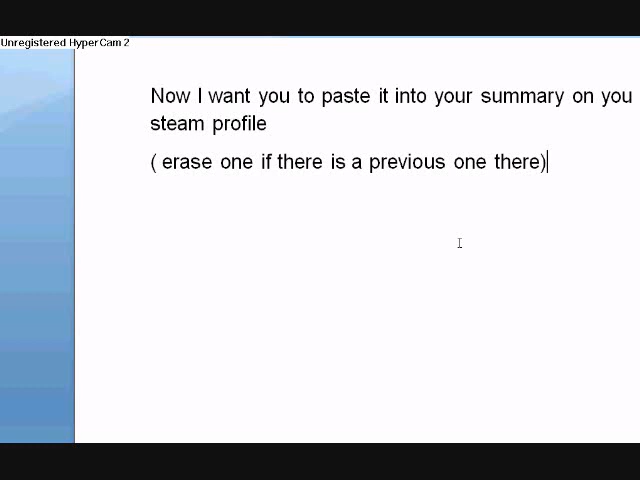 Unregistered HyperCam 2
Now I want you to paste it into your summary on you
steam profile
( erase one if there is a previous one there)